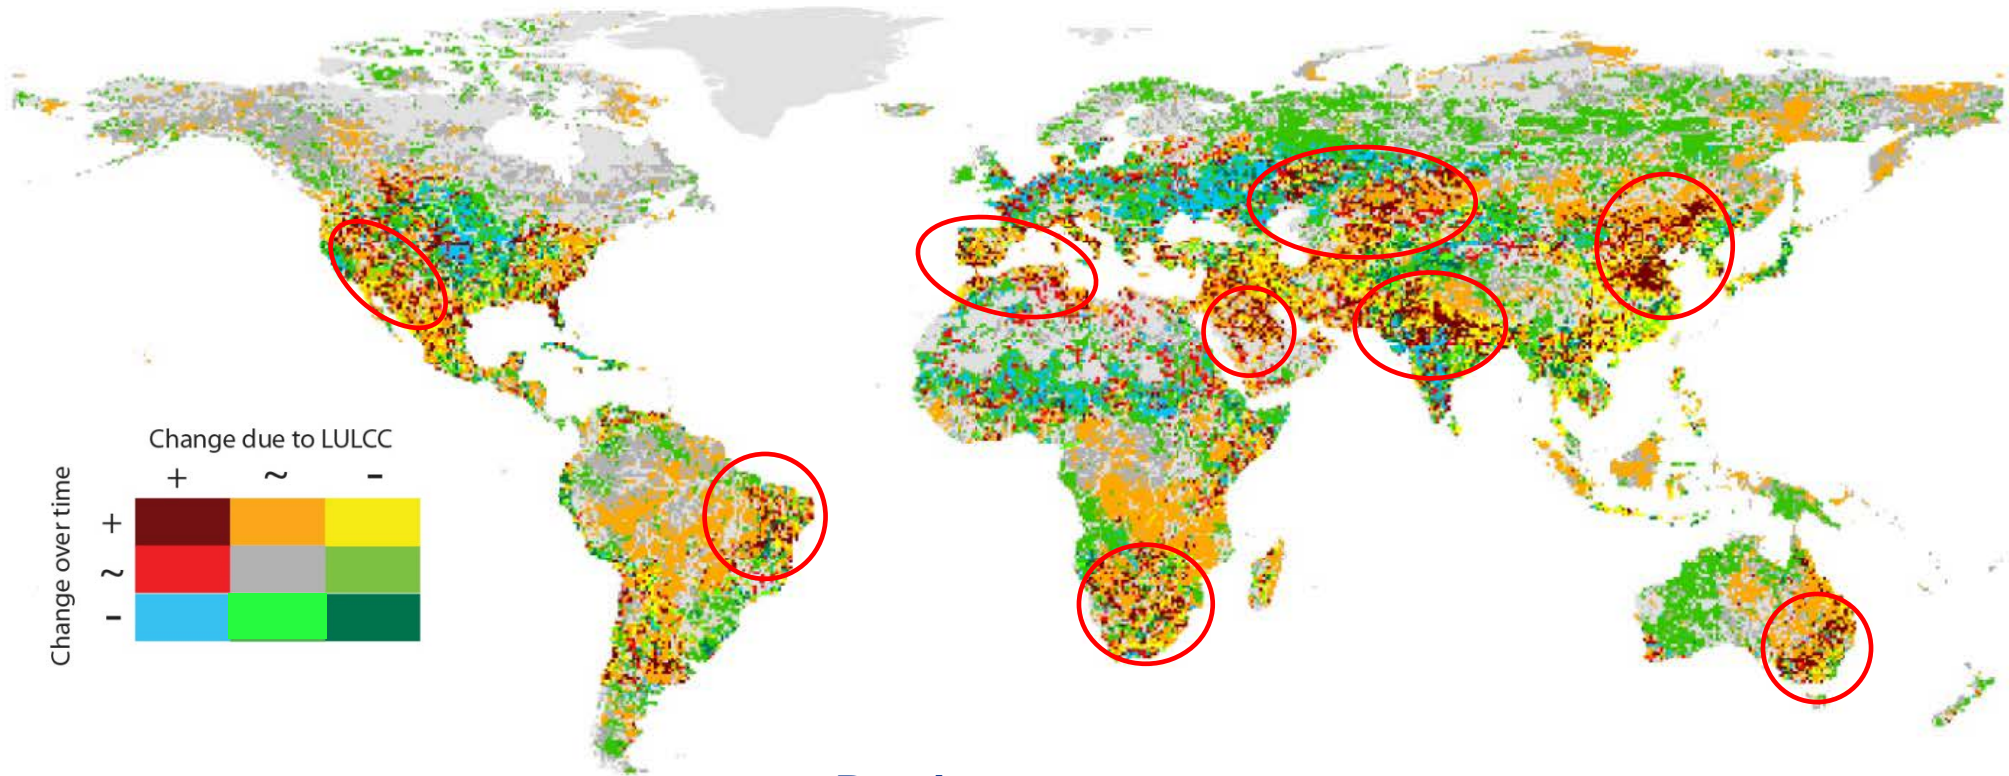 Change due to LULCC
+ ~ -
Change over time
+
~
-